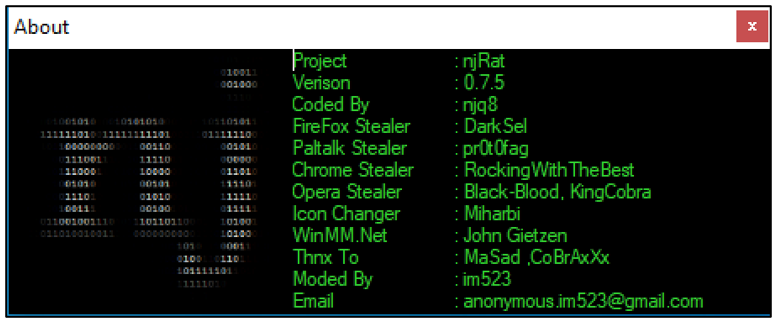 About
x
Project : njRat
Verison : 0.7.5
Coded By : njq8
FireFox Stealer : DarkSel
Paltalk Stealer : pr0t0fag
Chrome Stealer : RockingWithTheBest
Opera Stealer : Black-Blood, KingCobra
Icon Changer : Miharbi
WinMM.Net : John Gietzen
Thnx To : MaSad ,CoBrAxXx
Moded By : im523
Email : anonymous.im523@gmail.com